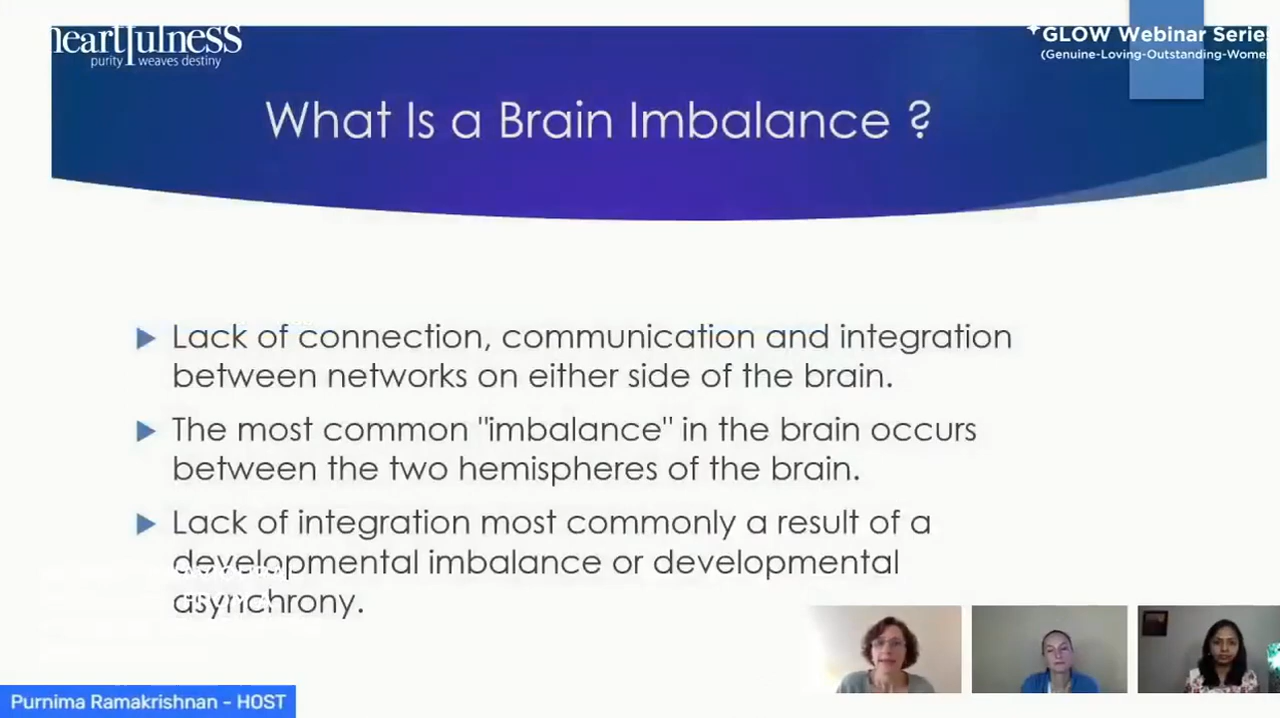 heartfulness
purity weaves destiny
GLOW Webinar Serie
(Genuine-Loving-Outstanding-Wome
What Is a Brain Imbalance ?
Lack of connection, communication and integration
between networks on either side of the brain.
The most common "imbalance" in the brain occurs
between the two hemispheres of the brain.
Lack of integration most commonly a result of a
developmental imbalance or developmental
asynchrony.
Purnima Ramakrishnan - HOST